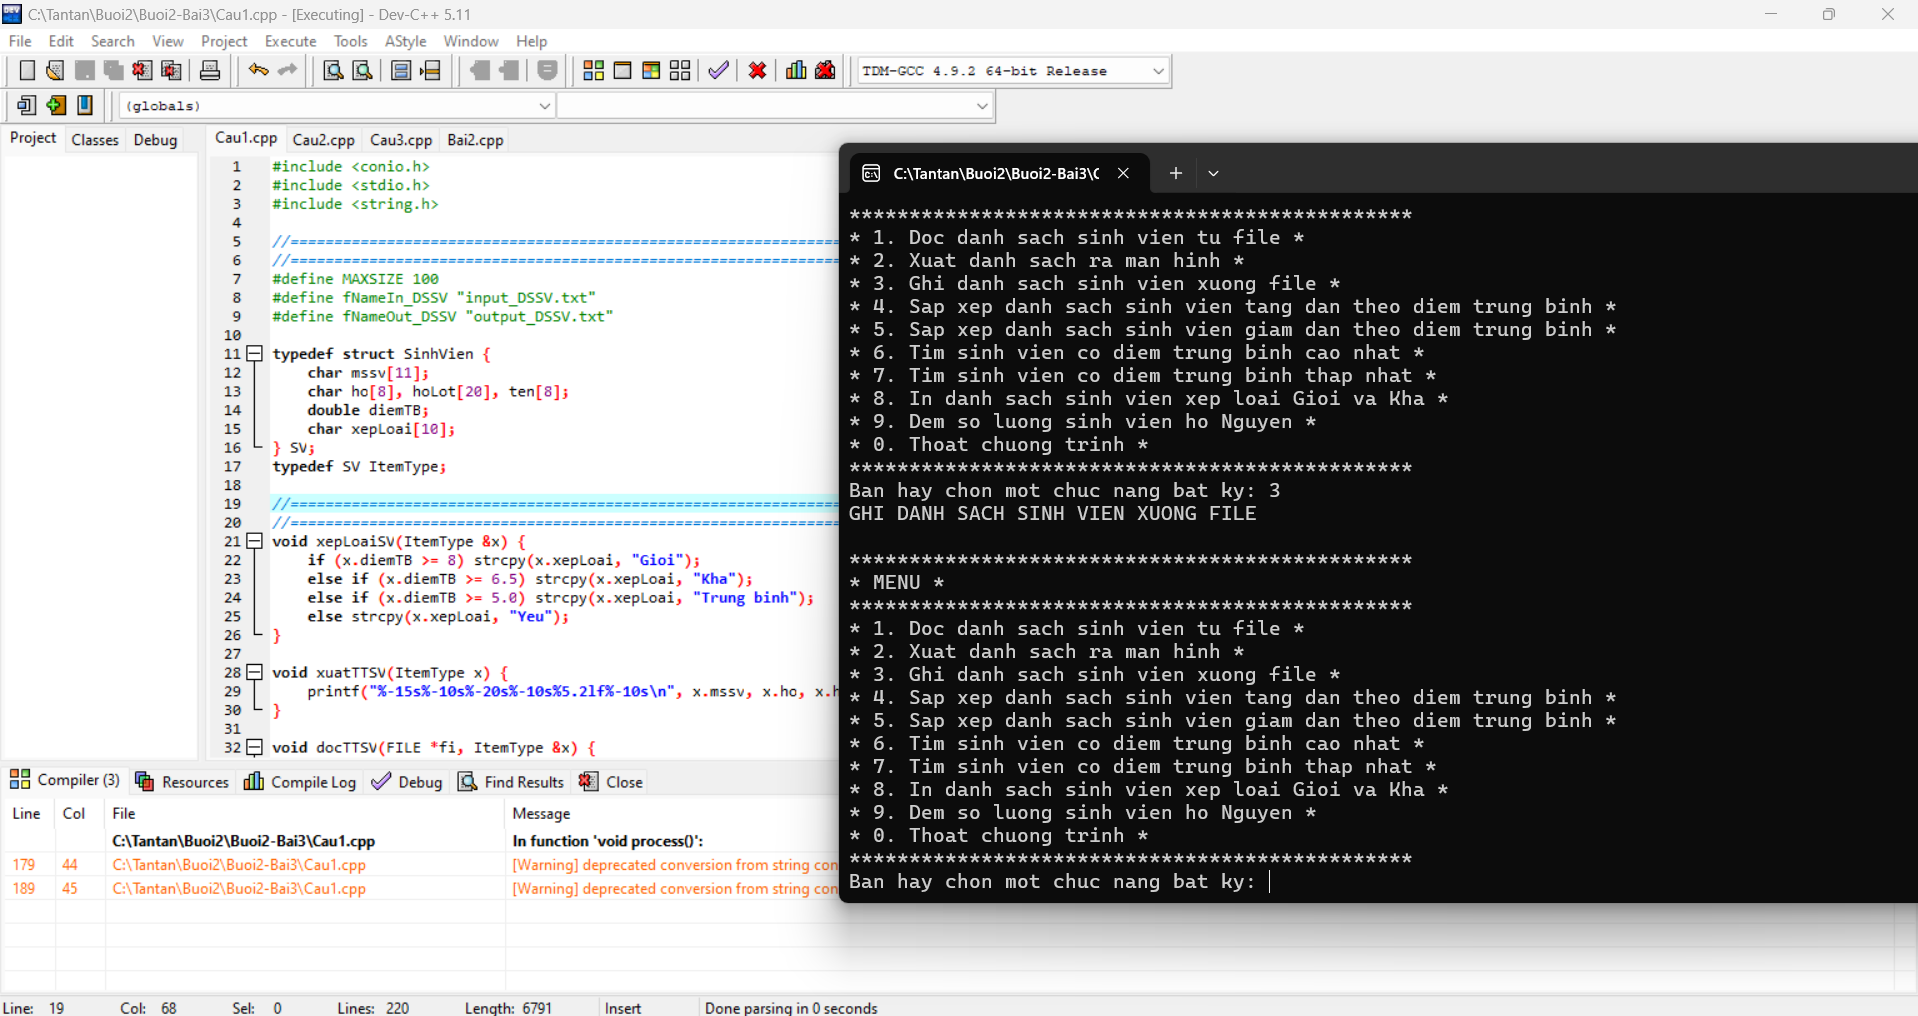 C:\Tantan\Buoi2\Buoi2-Bai3\Cau1.cpp - [Executing] - Dev-C++ 5.11
File Edit Search View Project Execute Tools AStyle Window Help
TDM-GCC 4.9.2 64-bit Release
(globals)
Project Classes Debug
Cau1.cpp Cau2.cpp Cau3.cpp Bai2.cpp
1 #include <conio.h>
2 #include <stdio.h>
3 #include <string.h>
4
5 //===============================================================
6 //===============================================================
7 #define MAXSIZE 100
8 #define fNameIn_DSSV "input_DSSV.txt"
9 #define fNameOut_DSSV "output_DSSV.txt"
10
11 typedef struct SinhVien {
12 char mssv[11];
13 char ho[8], hoLot[20], ten[8];
14 double diemTB;
15 char xepLoai[10];
16 } SV;
17 typedef SV ItemType;
18
19 //===============================================================
20 //===============================================================
21 void xepLoaiSV(ItemType &x) {
22 if (x.diemTB >= 8) strcpy(x.xepLoai, "Gioi");
23 else if (x.diemTB >= 6.5) strcpy(x.xepLoai, "Kha");
24 else if (x.diemTB >= 5.0) strcpy(x.xepLoai, "Trung binh");
25 else strcpy(x.xepLoai, "Yeu");
26 }
27
28 void xuatTTSV(ItemType x) {
29 printf("%-15s%-10s%-20s%-10s%5.2lf%-10s\n", x.mssv, x.ho, x.h
30 }
31
32 void docTTSV(FILE *fi, ItemType &x) {
C:\Tantan\Buoi2\Buoi2-Bai3\C
***********************************************
* 1. Doc danh sach sinh vien tu file *
* 2. Xuat danh sach ra man hinh *
* 3. Ghi danh sach sinh vien xuong file *
* 4. Sap xep danh sach sinh vien tang dan theo diem trung binh *
* 5. Sap xep danh sach sinh vien giam dan theo diem trung binh *
* 6. Tim sinh vien co diem trung binh cao nhat *
* 7. Tim sinh vien co diem trung binh thap nhat *
* 8. In danh sach sinh vien xep loai Gioi va Kha *
* 9. Dem so luong sinh vien ho Nguyen *
* 0. Thoat chuong trinh *
***********************************************
Ban hay chon mot chuc nang bat ky: 3
GHI DANH SACH SINH VIEN XUONG FILE
***********************************************
* MENU *
***********************************************
* 1. Doc danh sach sinh vien tu file *
* 2. Xuat danh sach ra man hinh *
* 3. Ghi danh sach sinh vien xuong file *
* 4. Sap xep danh sach sinh vien tang dan theo diem trung binh *
* 5. Sap xep danh sach sinh vien giam dan theo diem trung binh *
* 6. Tim sinh vien co diem trung binh cao nhat *
* 7. Tim sinh vien co diem trung binh thap nhat *
* 8. In danh sach sinh vien xep loai Gioi va Kha *
* 9. Dem so luong sinh vien ho Nguyen *
* 0. Thoat chuong trinh *
***********************************************
Ban hay chon mot chuc nang bat ky:
Compiler (3) Resources Compile Log Debug Find Results Close
Line Col File Message
C:\Tantan\Buoi2\Buoi2-Bai3\Cau1.cpp In function 'void process()':
179 44 C:\Tantan\Buoi2\Buoi2-Bai3\Cau1.cpp [Warning] deprecated conversion from string con
189 45 C:\Tantan\Buoi2\Buoi2-Bai3\Cau1.cpp [Warning] deprecated conversion from string con
Line: 19 Col: 68 Sel: 0 Lines: 220 Length: 6791 Insert Done parsing in 0 seconds